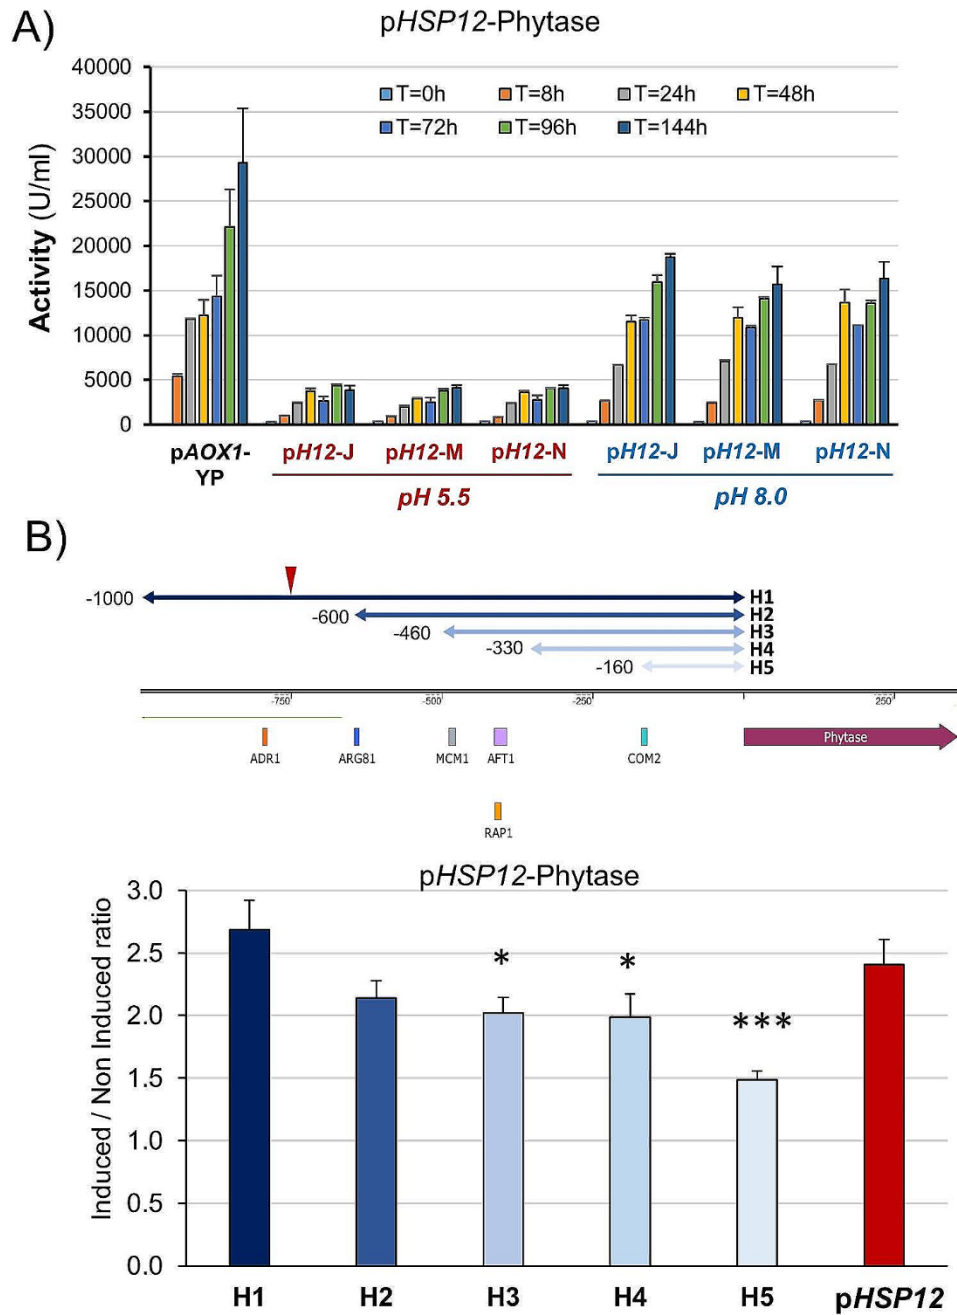 A)
pHSP12-Phytase
40000
35000
30000
25000
20000
15000
10000
5000
0
Activity (U/ml)
T=0h T=8h T=24h T=48h
T=72h T=96h T=144h
pAOX1-YP
pH12-J pH12-M pH12-N pH12-J pH12-M pH12-N
pH 5.5 pH 8.0
B)
-1000 H1
-600 H2
-460 H3
-330 H4
-160 H5
-750 -500 -250 250
ADR1 ARG81 MCM1 AFT1 COM2 Phytase
RAP1
pHSP12-Phytase
3.0
2.5
2.0
1.5
1.0
0.5
0.0
Induced / Non Induced ratio
* * ***
H1 H2 H3 H4 H5 pHSP12